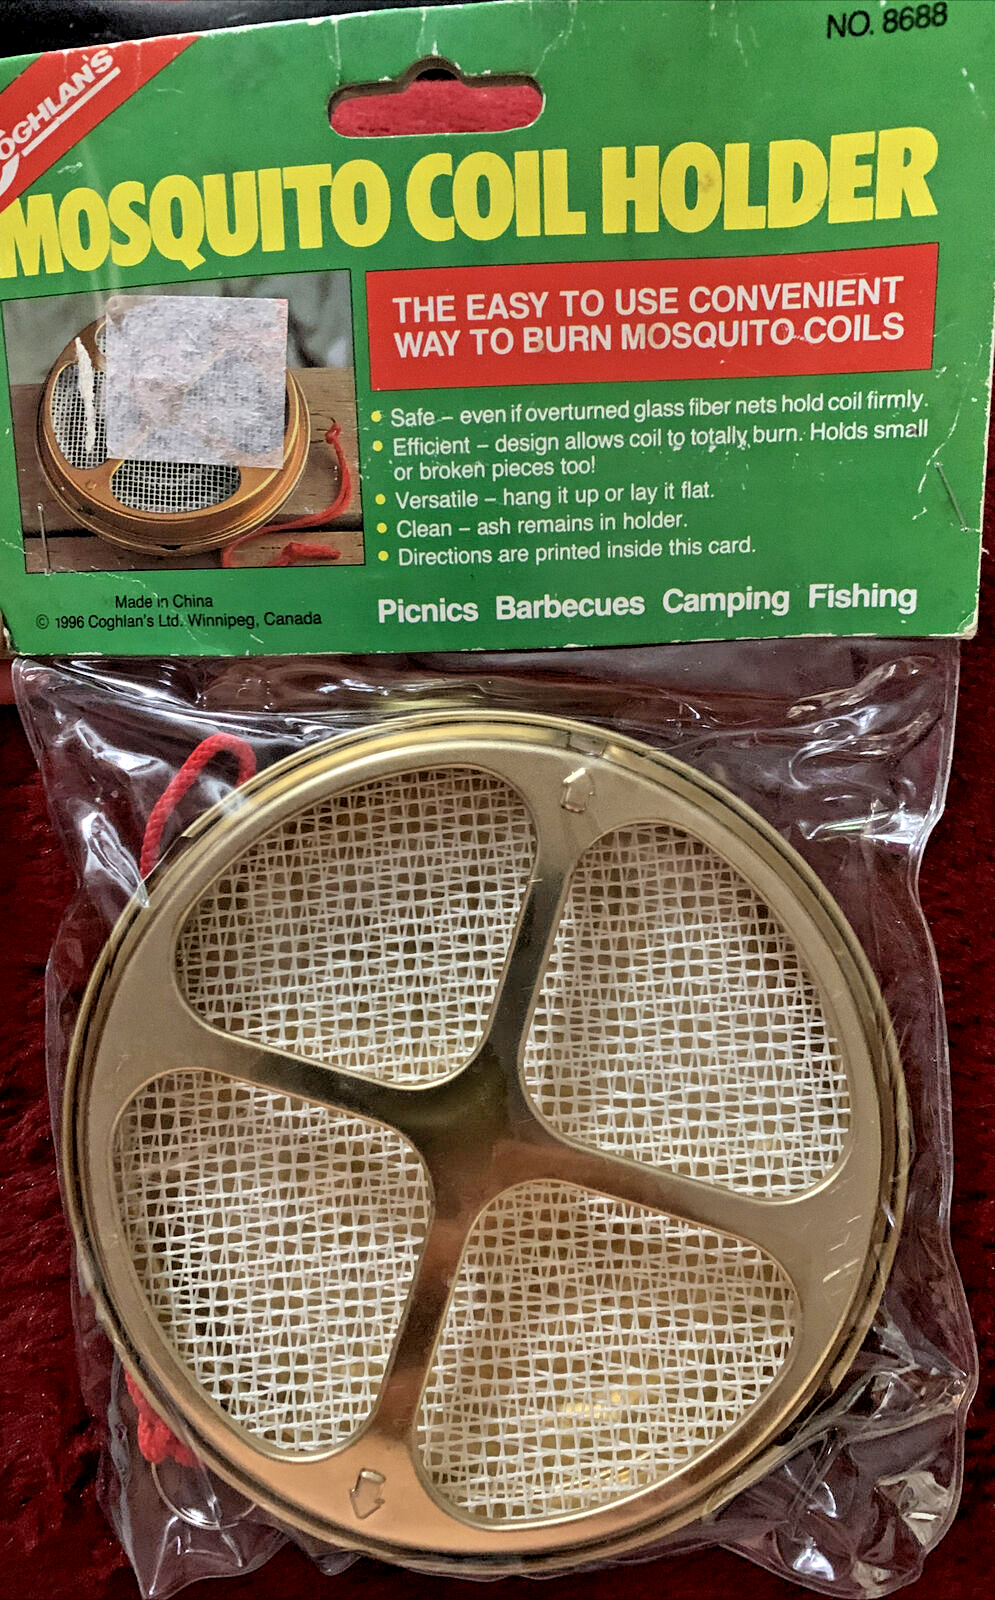 NO. 8688
COGHLAN'S
MOSQUITO COIL HOLDER
THE EASY TO USE CONVENIENT
WAY TO BURN MOSQUITO COILS
• Safe – even if overturned glass fiber nets hold coil firmly.
• Efficient – design allows coil to totally burn. Holds small
or broken pieces too!
• Versatile – hang it up or lay it flat.
• Clean – ash remains in holder.
• Directions are printed inside this card.
Made in China
© 1996 Coghlan's Ltd. Winnipeg, Canada
Picnics Barbecues Camping Fishing